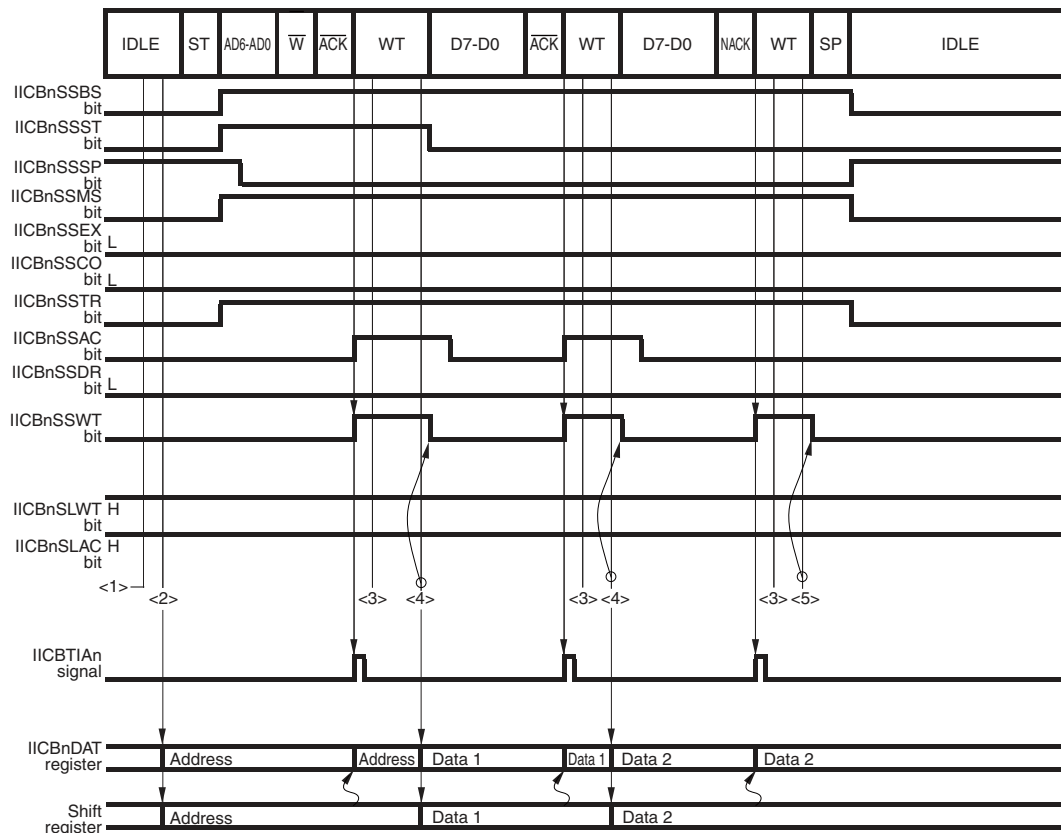 IDLE ST AD6-AD0 W ACK WT D7-D0 ACK WT D7-D0 NACK WT SP IDLE
IICBnSSBS
bit
IICBnSSST
bit
IICBnSSSP
bit
IICBnSSMS
bit
IICBnSSEX
bit L
IICBnSSCO
bit L
IICBnSSTR
bit
IICBnSSAC
bit
IICBnSSDR
bit L
IICBnSSWT
bit
IICBnSLWT H
bit
IICBnSLAC H
bit
<1>
<2> <3> <4> <3> <4> <3> <5>
IICBTIAn
signal
IICBnDAT
register Address Address Data 1 Data 1 Data 2 Data 2
Shift
register Address Data 1 Data 2